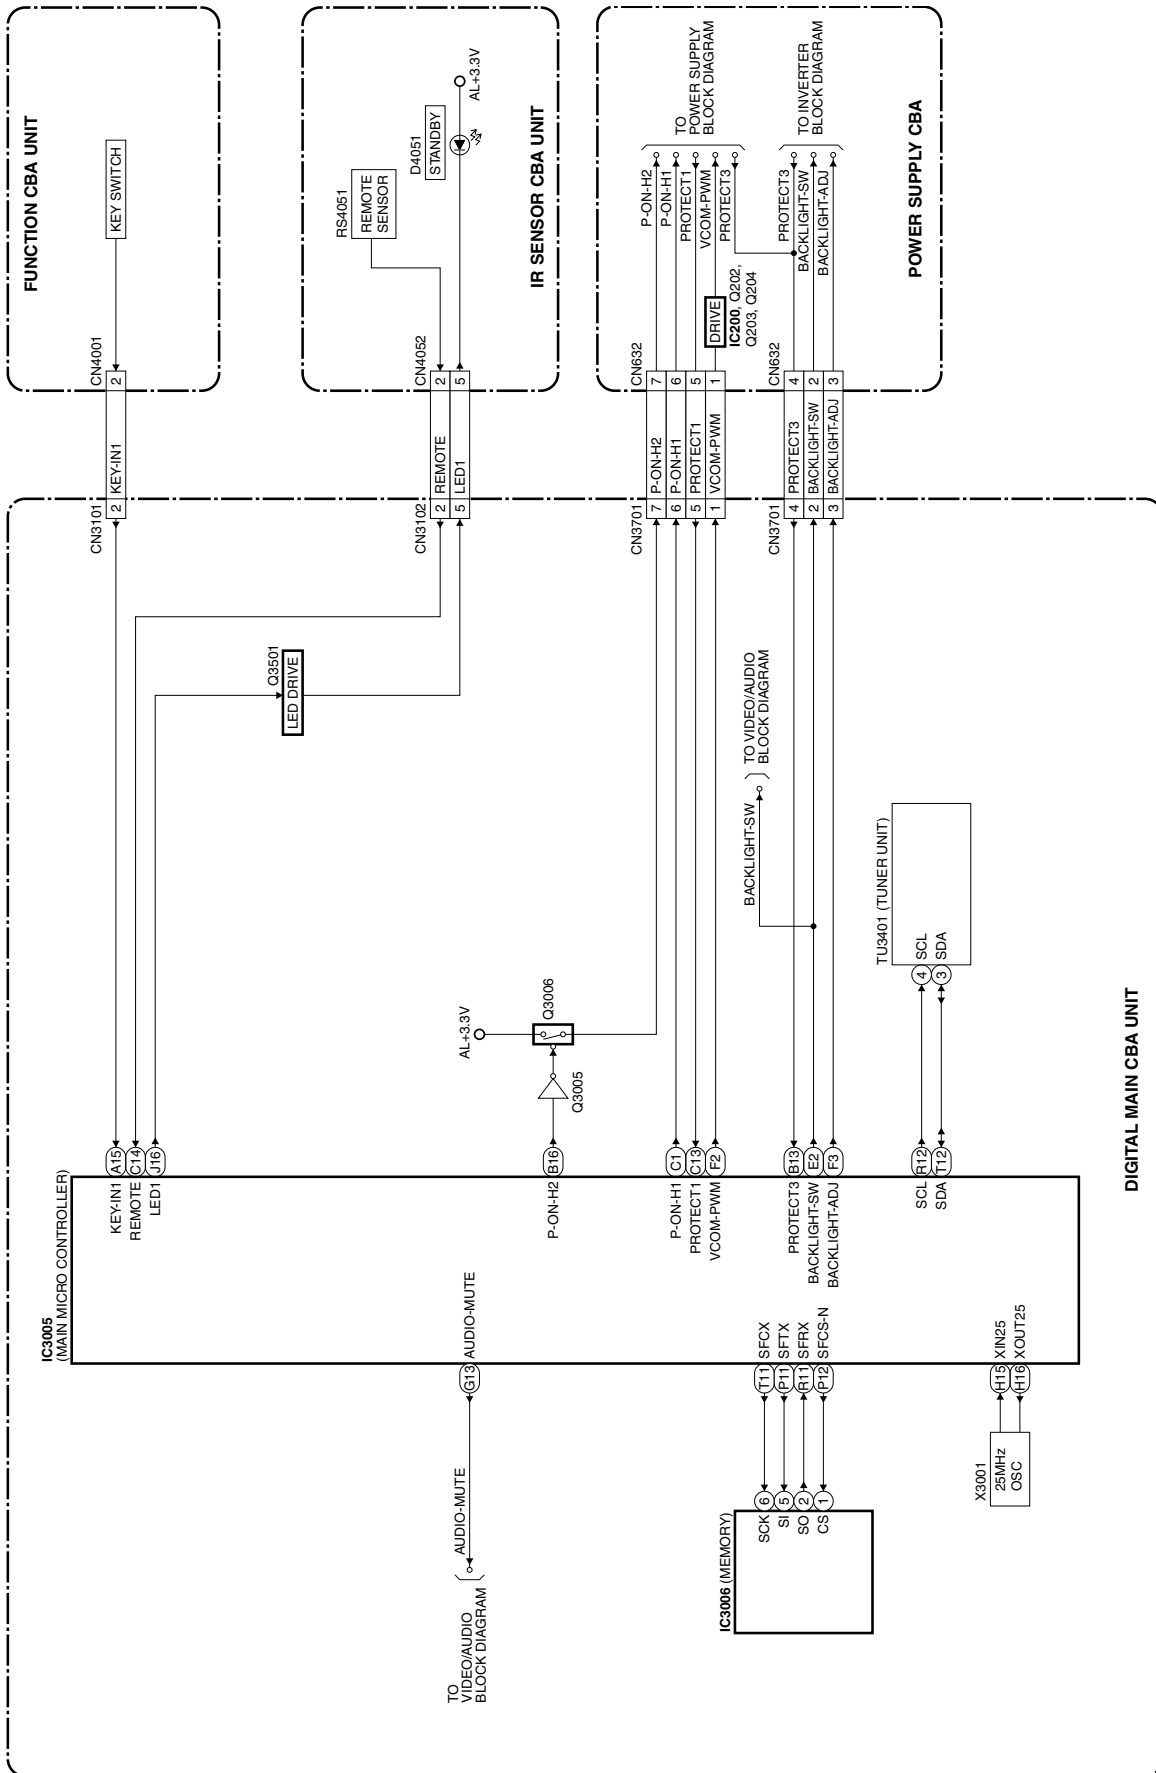 FUNCTION CBA UNIT
KEY SWITCH
CN4001
2
KEY-IN1
CN3101
2
IR SENSOR CBA UNIT
AL+3.3V
D4051
STANDBY
RS4051
REMOTE
SENSOR
CN4052
2
5
REMOTE
LED1
CN3102
2
5
POWER SUPPLY CBA
TO
POWER SUPPLY
BLOCK DIAGRAM
P-ON-H2
P-ON-H1
PROTECT1
VCOM-PWM
PROTECT3
TO INVERTER
BLOCK DIAGRAM
PROTECT3
BACKLIGHT-SW
BACKLIGHT-ADJ
DRIVE
IC200, Q202,
Q203, Q204
CN632
7
6
5
1
CN632
4
2
3
P-ON-H2
P-ON-H1
PROTECT1
VCOM-PWM
PROTECT3
BACKLIGHT-SW
BACKLIGHT-ADJ
CN3701
7
6
5
1
CN3701
4
2
3
Q3501
LED DRIVE
TO VIDEO/AUDIO
BLOCK DIAGRAM
BACKLIGHT-SW
TU3401 (TUNER UNIT)
SCL
SDA
4
3
AL+3.3V
Q3006
Q3005
DIGITAL MAIN CBA UNIT
IC3005
(MAIN MICRO CONTROLLER)
KEY-IN1 A15
REMOTE C14
LED1 J16
P-ON-H2 B16
P-ON-H1 C1
PROTECT1 C13
VCOM-PWM F2
PROTECT3 B13
BACKLIGHT-SW E2
BACKLIGHT-ADJ F3
SCL R12
SDA T12
G13 AUDIO-MUTE
T11 SFCX
P11 SFTX
R11 SFRX
P12 SFCS-N
H15 XIN25
H16 XOUT25
AUDIO-MUTE
TO
VIDEO/AUDIO
BLOCK DIAGRAM
IC3006 (MEMORY)
SCK 6
SI 5
SO 2
CS 1
X3001
25MHz
OSC